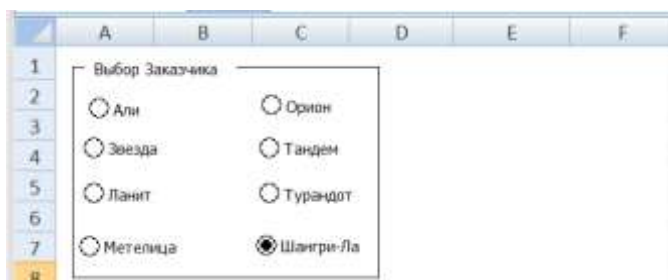 A B C D E F
1 Выбор Заказчика
2 Али Орион
3
4 Звезда Тандем
5 Ланит Турандот
6
7 Метелица Шангри-Ла
8